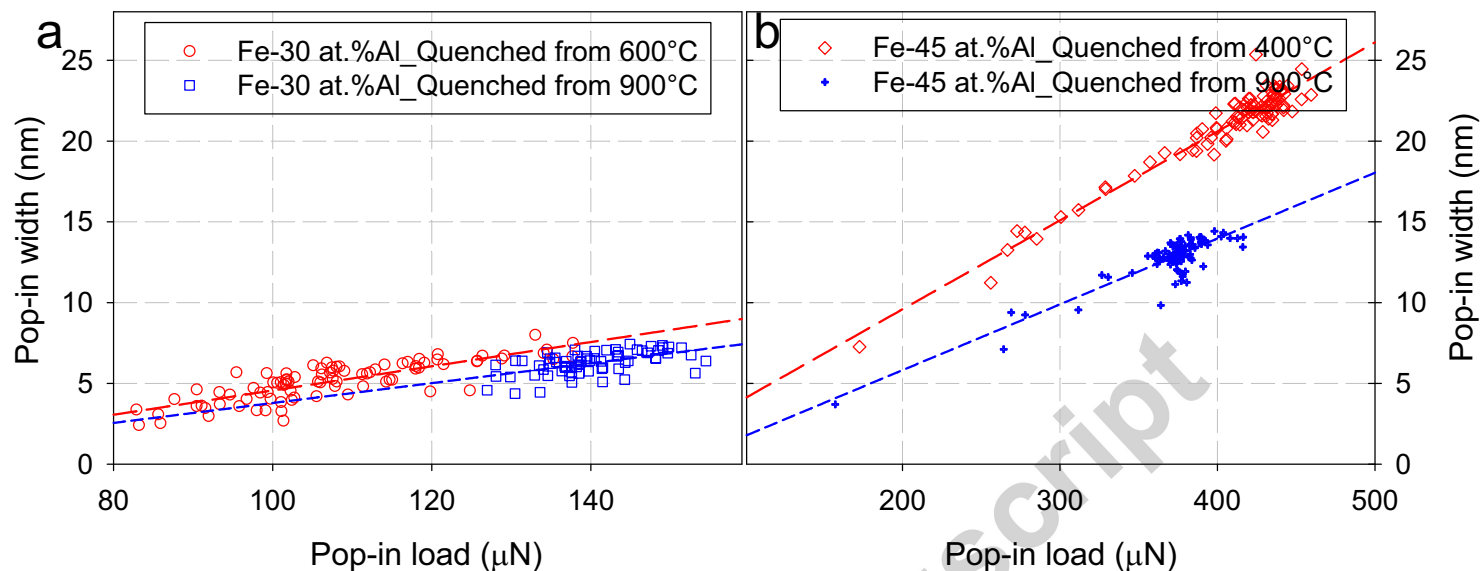 a
Fe-30 at.%Al_Quenched from 600°C
Fe-30 at.%Al_Quenched from 900°C
Pop-in width (nm)
25
20
15
10
5
0
80
100
120
140
Pop-in load (μN)
b
Fe-45 at.%Al_Quenched from 400°C
Fe-45 at.%Al_Quenched from 900°C
25
20
15
10
5
0
Pop-in width (nm)
200
300
400
500
Pop-in load (μN)
script